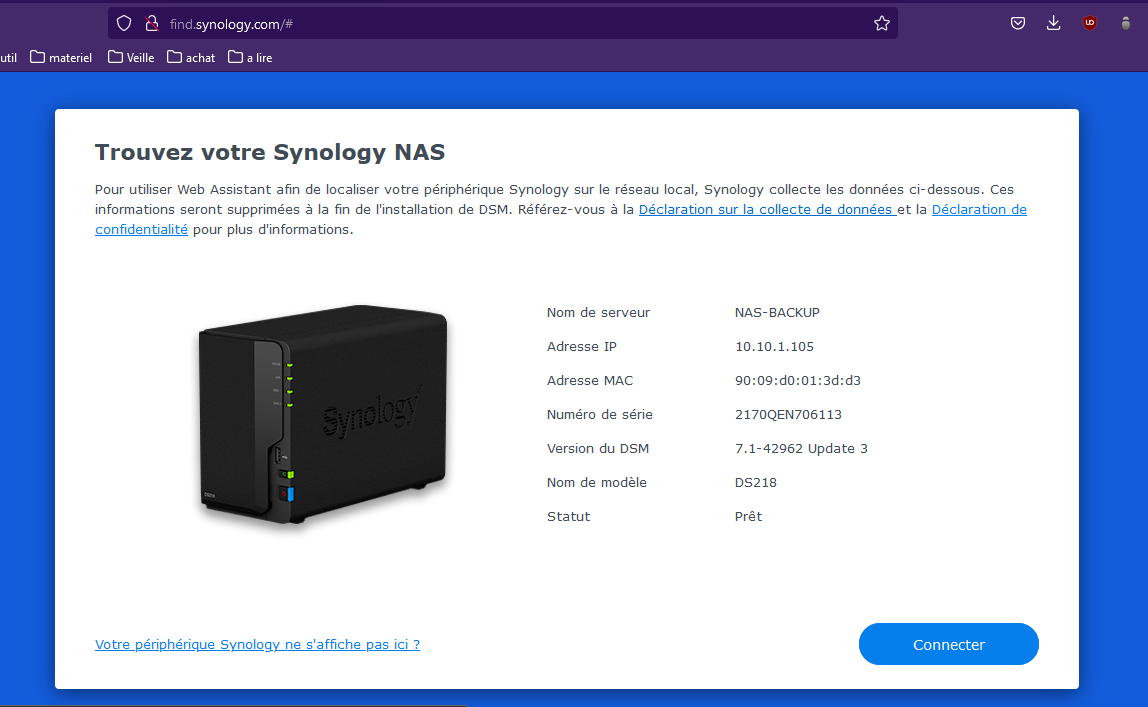 find.synology.com/#
util materiel Veille achat a lire
Trouvez votre Synology NAS
Pour utiliser Web Assistant afin de localiser votre périphérique Synology sur le réseau local, Synology collecte les données ci-dessous. Ces
informations seront supprimées à la fin de l'installation de DSM. Référez-vous à la Déclaration sur la collecte de données et la Déclaration de
confidentialité pour plus d'informations.
Synology
DS218
Nom de serveur NAS-BACKUP
Adresse IP 10.10.1.105
Adresse MAC 90:09:d0:01:3d:d3
Numéro de série 2170QEN706113
Version du DSM 7.1-42962 Update 3
Nom de modèle DS218
Statut Prêt
Votre périphérique Synology ne s'affiche pas ici ?
Connecter